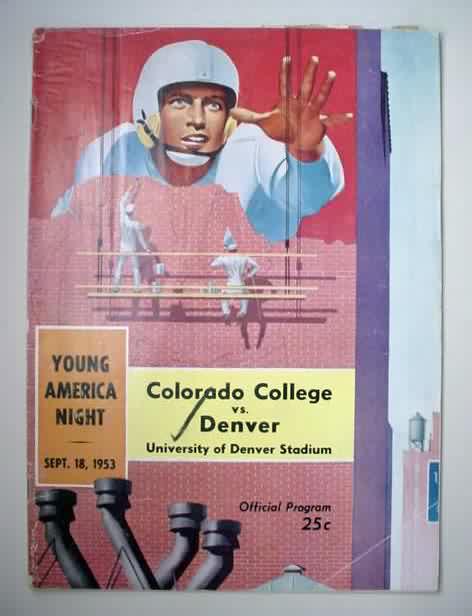 YOUNG
AMERICA
NIGHT
SEPT. 18, 1953
Colorado College
vs.
Denver
University of Denver Stadium
Official Program
25c